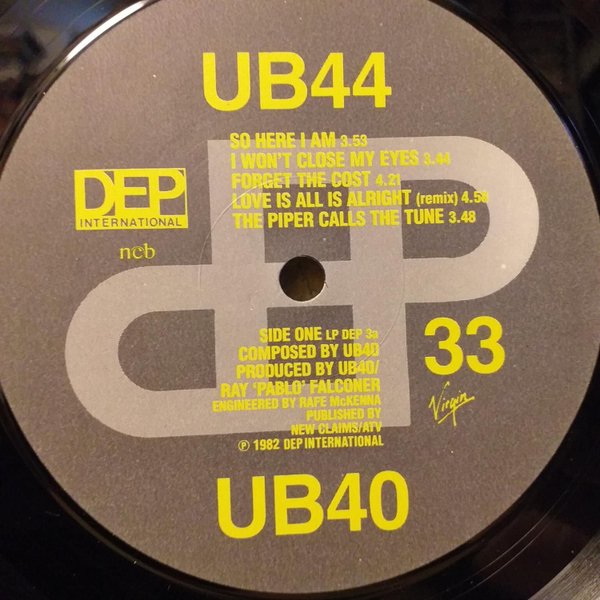 UB44
SO HERE I AM 3.53
I WON'T CLOSE MY EYES 3.44
FORGET THE COST 4.21
LOVE IS ALL IS ALRIGHT (remix) 4.58
THE PIPER CALLS THE TUNE 3.48
DEP
INTERNATIONAL
ncb
DEP
SIDE ONE LP DEP 3a
COMPOSED BY UB40
PRODUCED BY UB40/
RAY 'PABLO' FALCONER
ENGINEERED BY RAFE McKENNA
PUBLISHED BY
NEW CLAIMS/ATV
℗ 1982 DEP INTERNATIONAL
33
Virgin
UB40